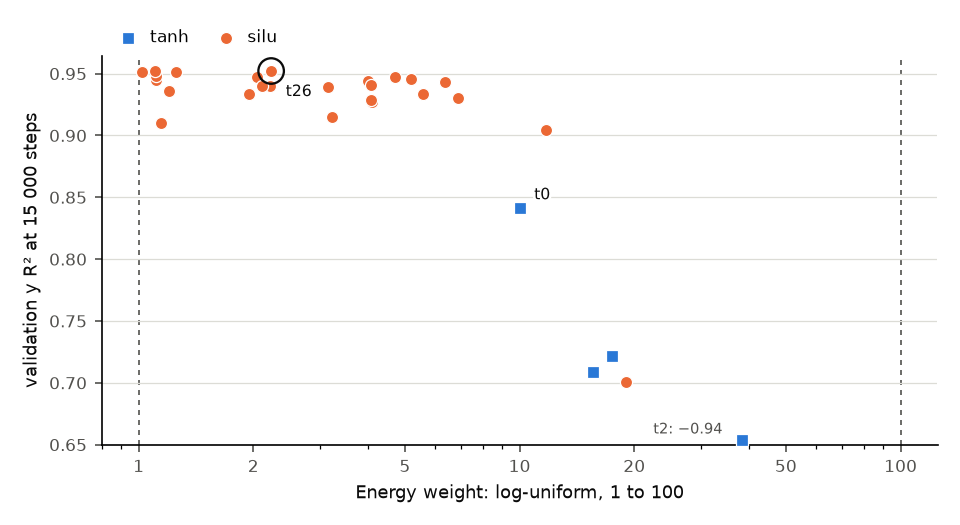 tanh silu
0.95
t26
0.90
validation y R² at 15 000 steps
0.85
t0
0.80
0.75
0.70
t2: −0.94
0.65
1 2 5 10 20 50 100
Energy weight: log-uniform, 1 to 100